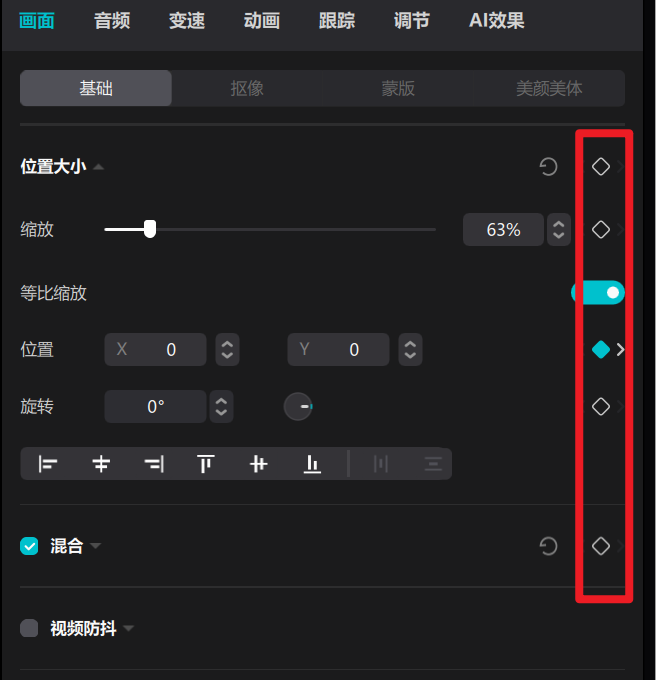 画面 音频 变速 动画 跟踪 调节 AI效果
基础 抠像 蒙版 美颜美体
位置大小
缩放 63%
等比缩放
位置 X 0 Y 0
旋转 0°
混合
视频防抖